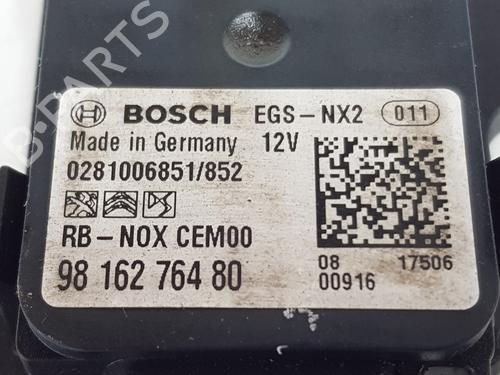 B-PARTS
BOSCH EGS-NX2 011
Made in Germany 12V
0281006851/852
RB-NOX CEM00
98 162 764 80
08 17506
00916